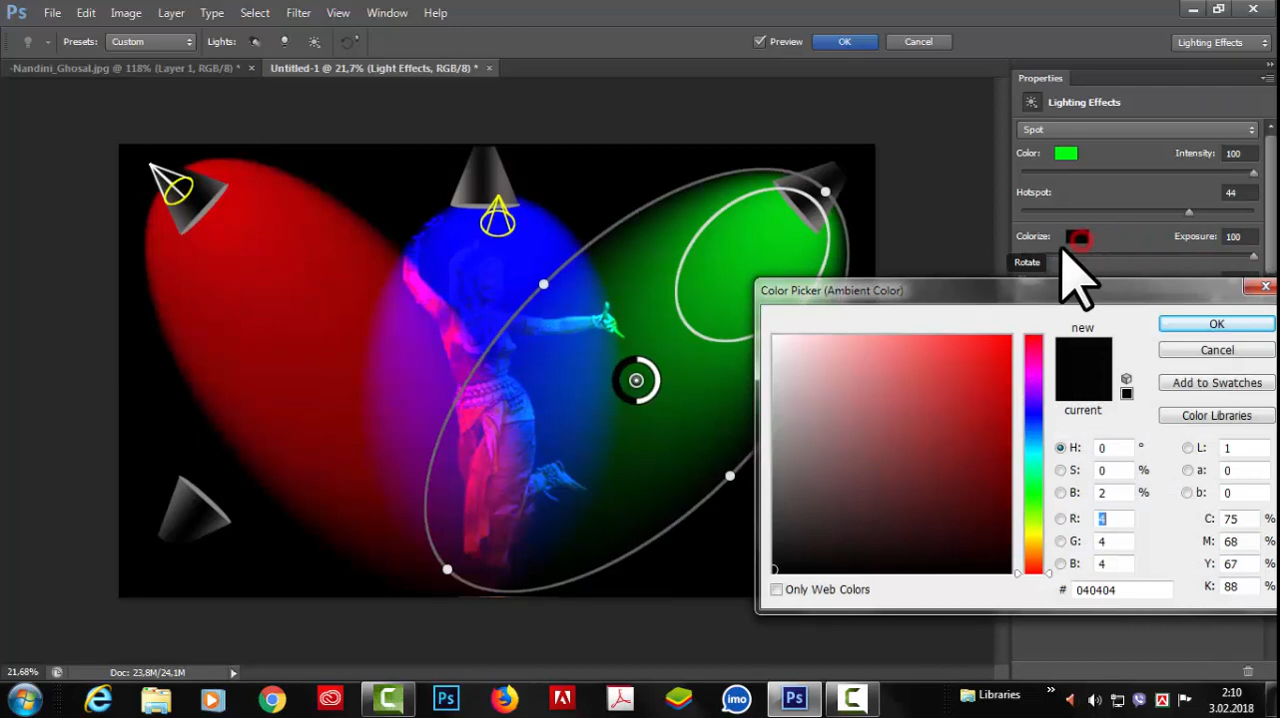 Ps File Edit Image Layer Type Select Filter View Window Help
Presets: Custom Lights: Preview OK Cancel Lighting Effects
-Nandini_Ghosal.jpg @ 118% (Layer 1, RGB/8) * × Untitled-1 @ 21,7% (Light Effects, RGB/8) * ×
Properties
Lighting Effects
Spot
Color: Intensity: 100
Hotspot: 44
Colorize: Exposure: 100
Rotate
Color Picker (Ambient Color)
new
OK
Cancel
Add to Swatches
current
Color Libraries
H: 0 ° L: 1
S: 0 % a: 0
B: 2 % b: 0
R: 4 C: 75 %
G: 4 M: 68 %
B: 4 Y: 67 %
Only Web Colors # 040404 K: 88 %
21,68% Doc: 23,8M/24,1M
Ps imo Ps Libraries » 2:10
3.02.2018